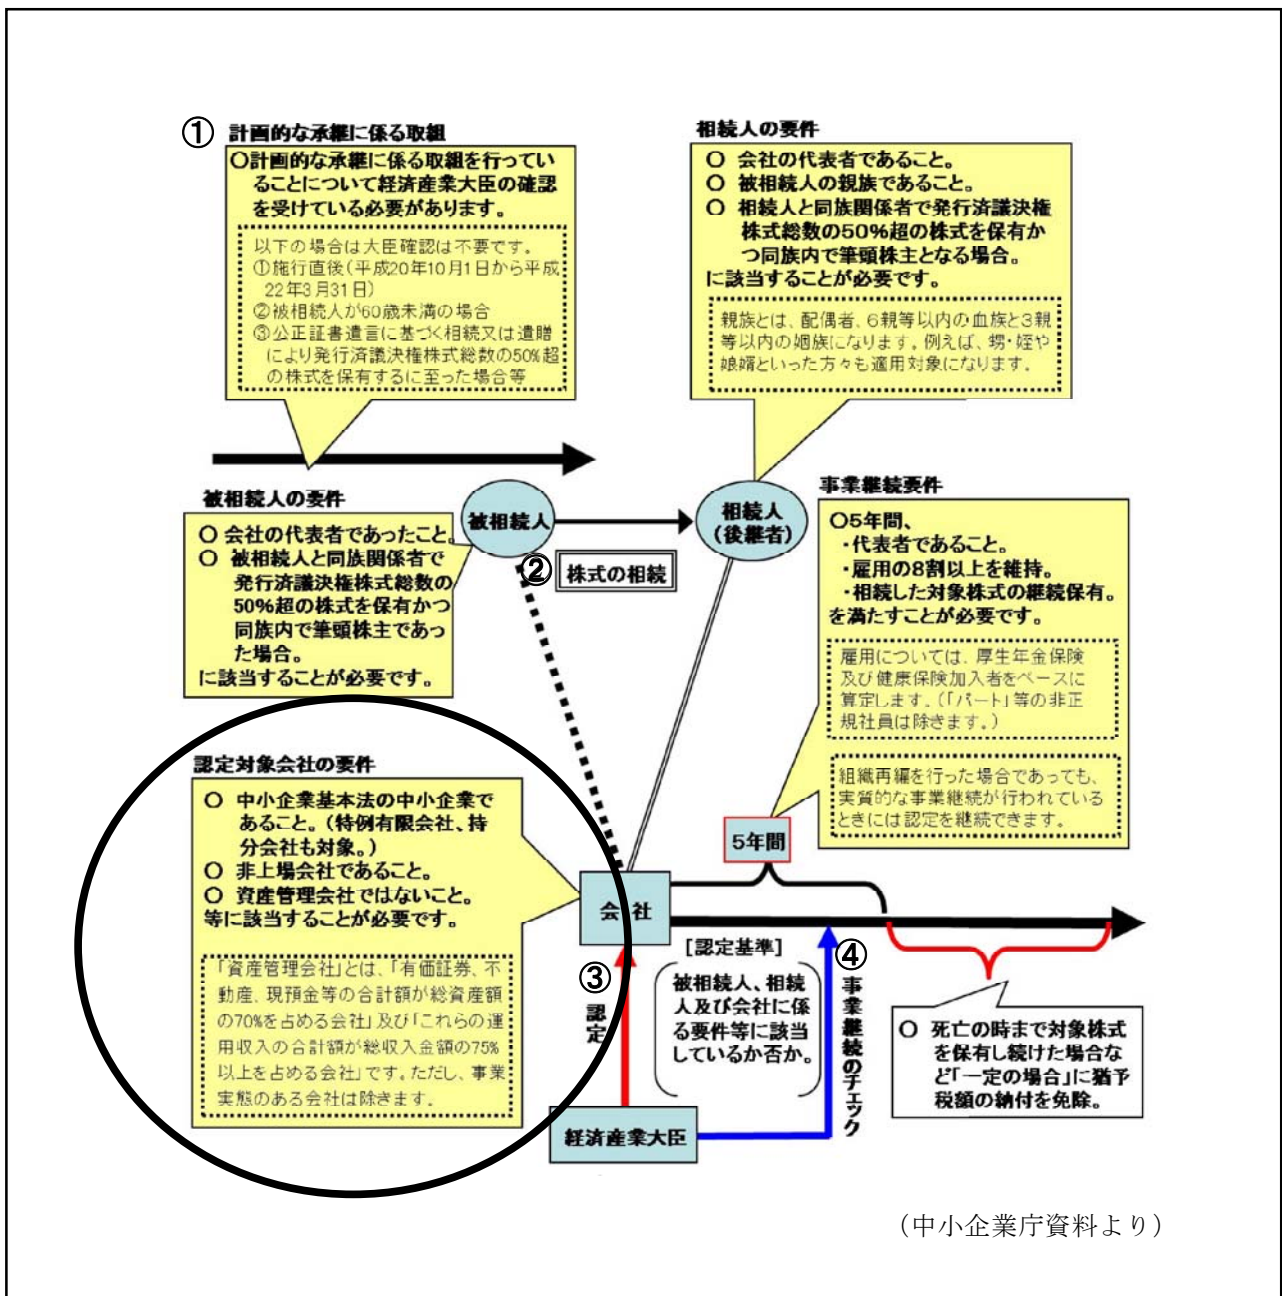 ① 計画的な承継に係る取組
〇計画的な承継に係る取組を行ってい
ることについて経済産業大臣の確認
を受けている必要があります。
以下の場合は大臣確認は不要です。
①施行直後(平成20年10月1日から平成
22年3月31日)
②被相続人が60歳未満の場合
③公正証書遺言に基づく相続又は遺贈
により発行済議決権株式総数の50%超
の株式を保有するに至った場合等
相続人の要件
〇 会社の代表者であること。
〇 被相続人の親族であること。
〇 相続人と同族関係者で発行済議決権
株式総数の50%超の株式を保有か
つ同族内で筆頭株主となる場合。
に該当することが必要です。
親族とは、配偶者、6親等以内の血族と3親
等以内の姻族になります。例えば、甥・姪や
娘婿といった方々も適用対象になります。
被相続人の要件
〇 会社の代表者であったこと。
〇 被相続人と同族関係者で
発行済議決権株式総数の
50%超の株式を保有かつ
同族内で筆頭株主であっ
た場合。
に該当することが必要です。
被相続人
② 株式の相続
相続人
(後継者)
事業継続要件
〇5年間、
・代表者であること。
・雇用の8割以上を維持。
・相続した対象株式の継続保有。
を満たすことが必要です。
雇用については、厚生年金保険
及び健康保険加入者をベースに
算定します。(「パート」等の非正
規社員は除きます。)
組織再編を行った場合であっても、
実質的な事業継続が行われている
ときには認定を継続できます。
認定対象会社の要件
〇 中小企業基本法の中小企業で
あること。(特例有限会社、持
分会社も対象。)
〇 非上場会社であること。
〇 資産管理会社ではないこと。
等に該当することが必要です。
「資産管理会社」とは、「有価証券、不
動産、現預金等の合計額が総資産額
の70%を占める会社」及び「これらの運
用収入の合計額が総収入金額の75%
以上を占める会社」です。ただし、事業
実態のある会社は除きます。
5年間
会社
③
認定
[認定基準]
被相続人、相続
人及び会社に係
る要件等に該当
しているか否か。
④
事業継続のチェック
〇 死亡の時まで対象株式
を保有し続けた場合な
ど「一定の場合」に猶予
税額の納付を免除。
経済産業大臣
(中小企業庁資料より)